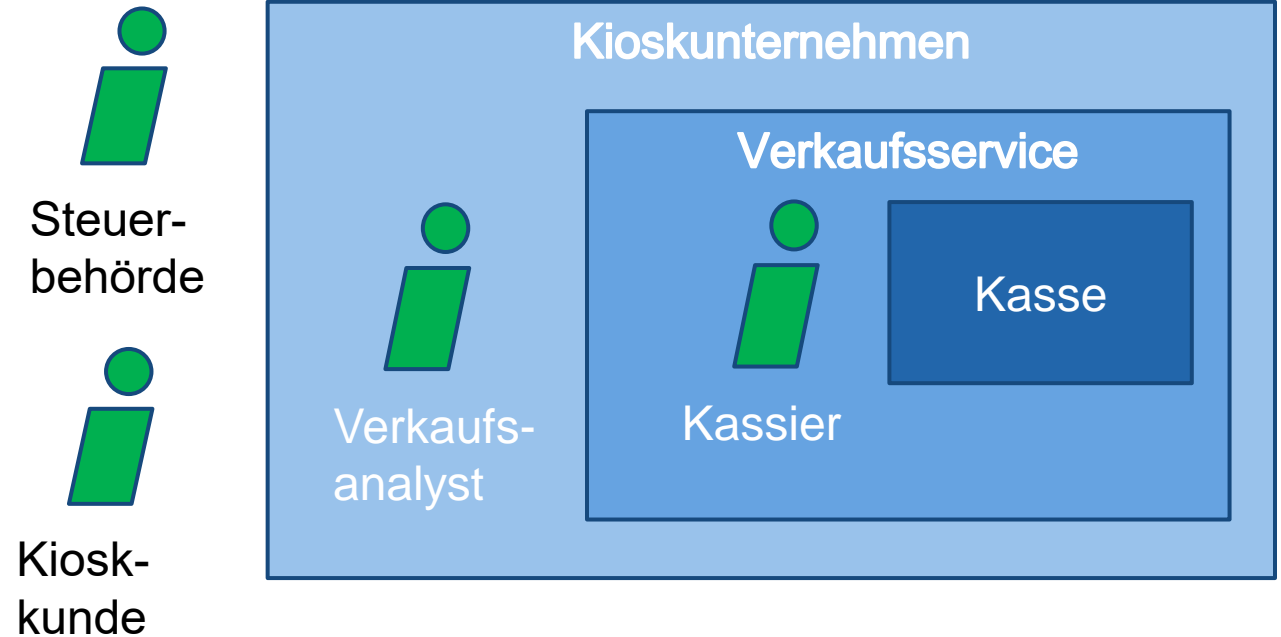 Kioskunternehmen
Verkaufsservice
Steuer-
behörde
Kasse
Verkaufs-
analyst
Kassier
Kiosk-
kunde